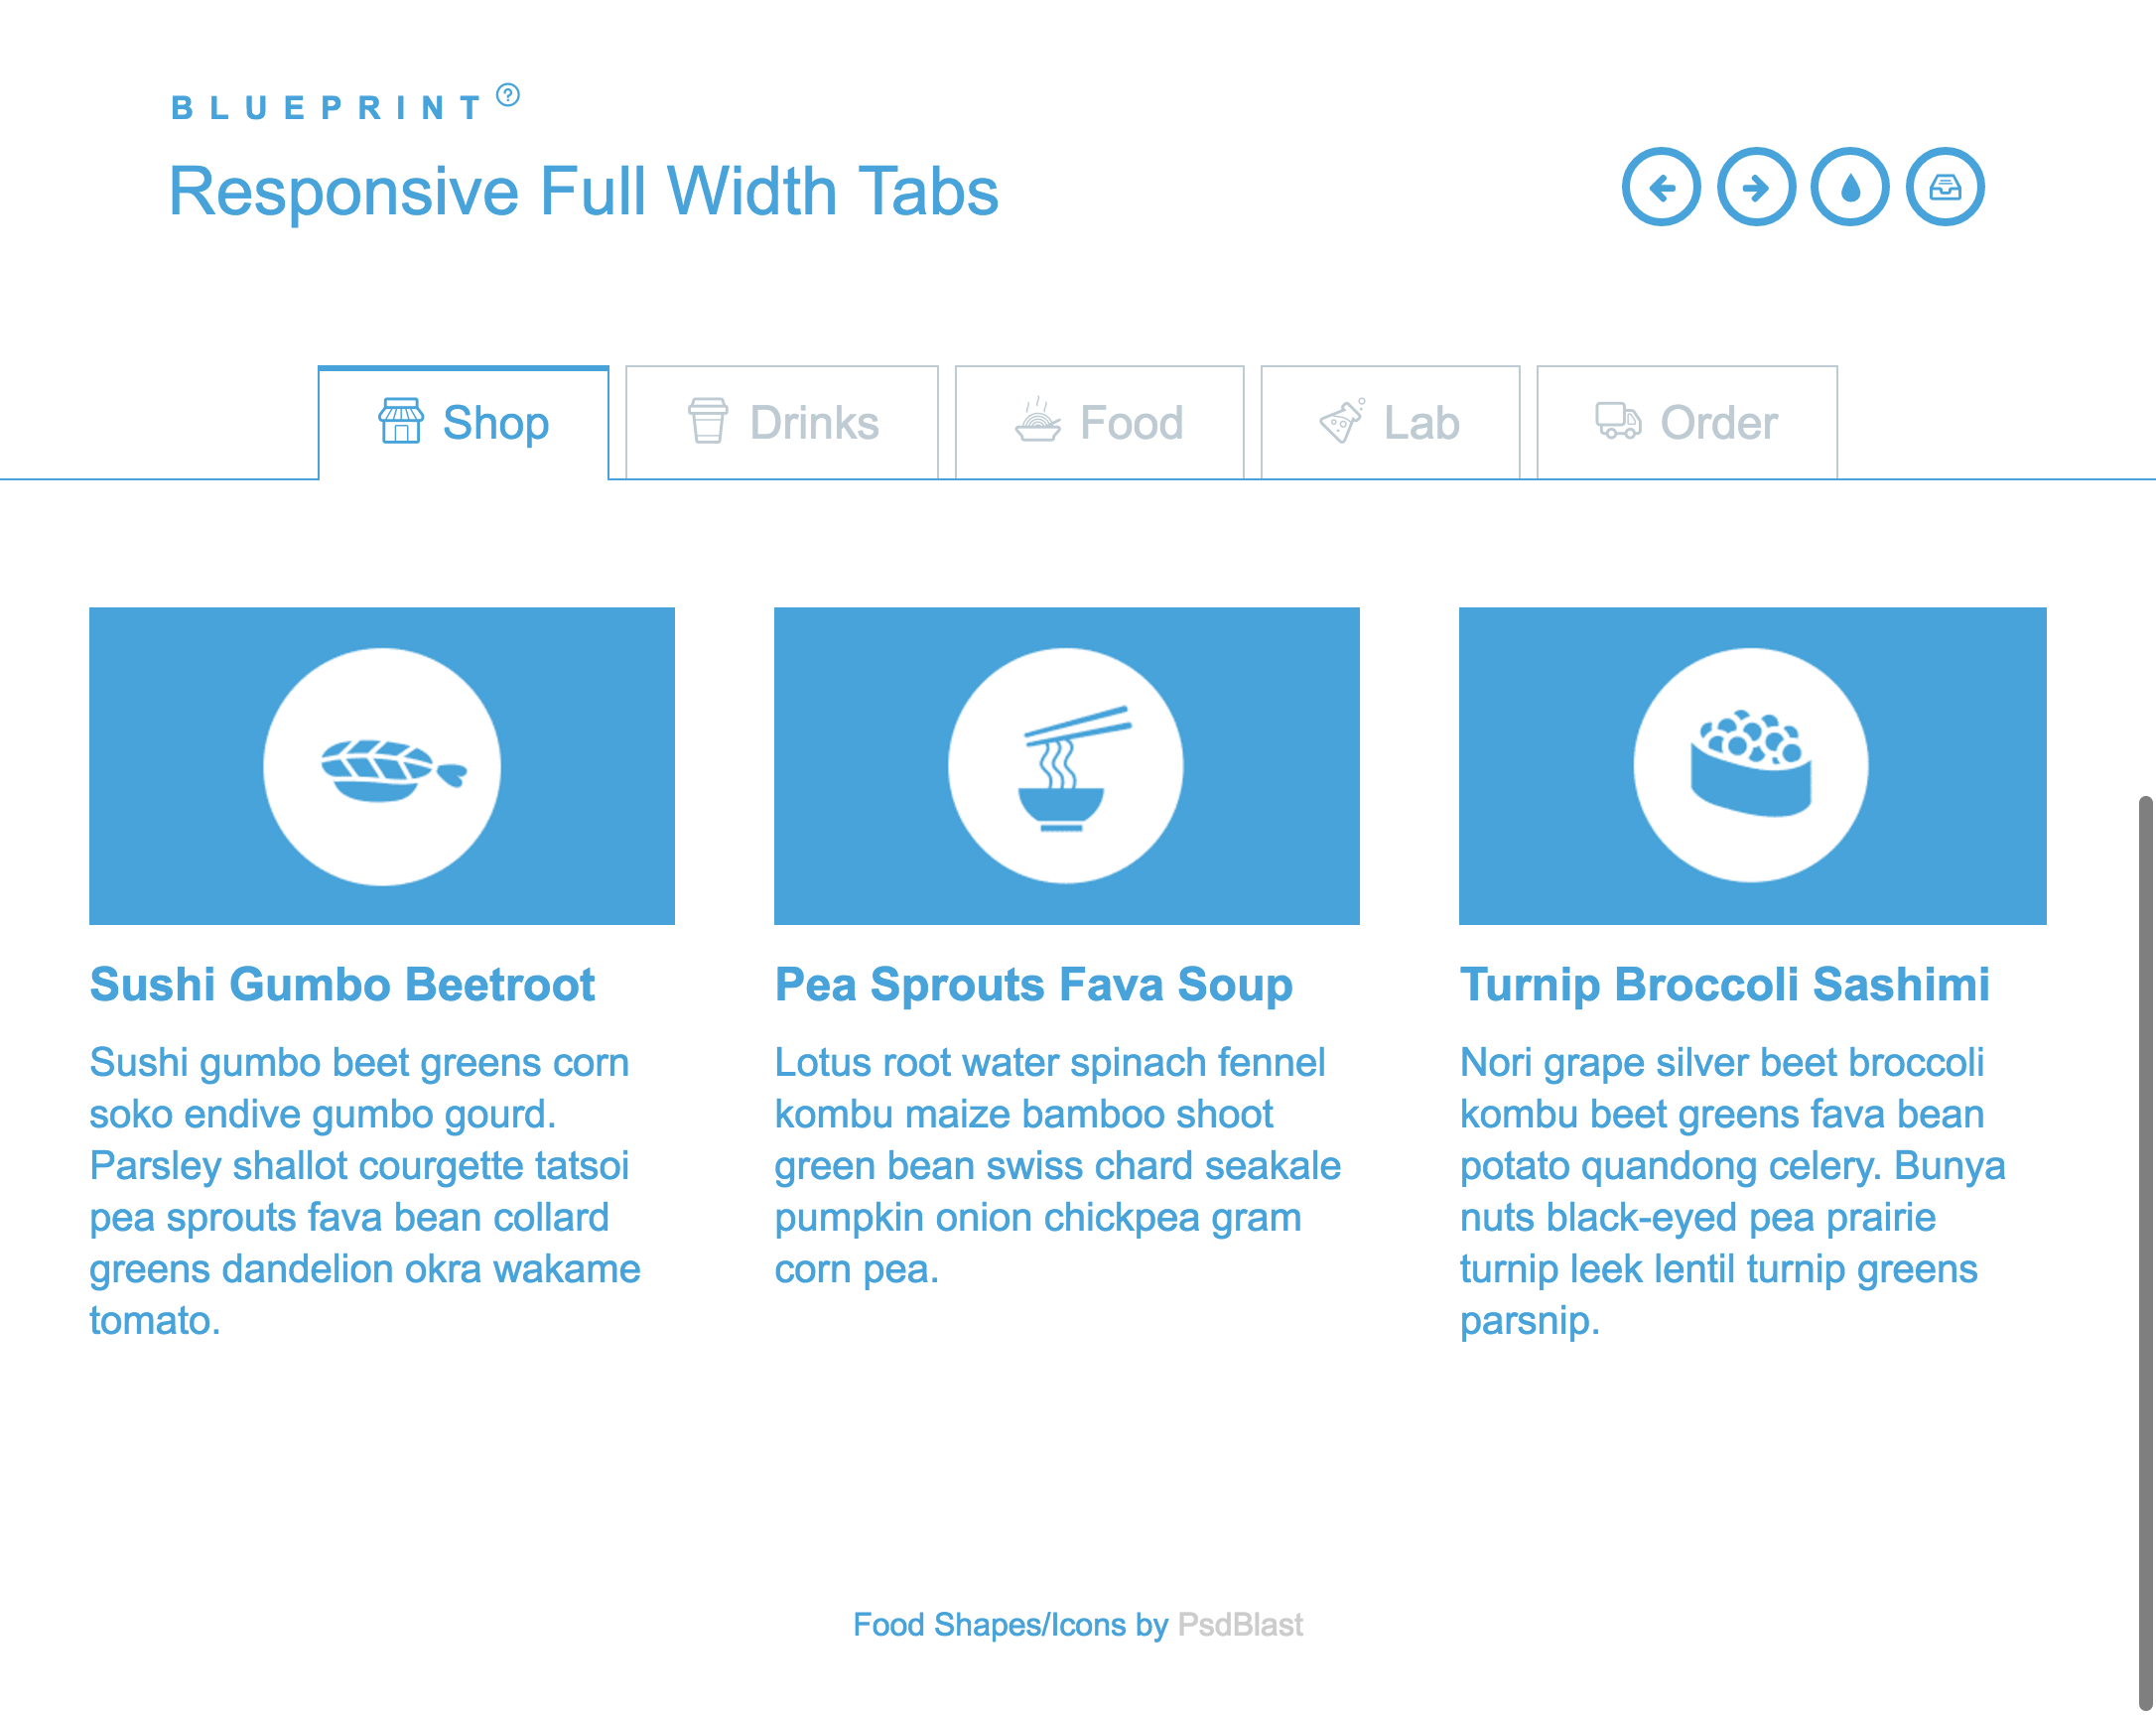 BLUEPRINT ?
Responsive Full Width Tabs
Shop
Drinks
Food
Lab
Order
Sushi Gumbo Beetroot
Sushi gumbo beet greens corn
soko endive gumbo gourd.
Parsley shallot courgette tatsoi
pea sprouts fava bean collard
greens dandelion okra wakame
tomato.
Pea Sprouts Fava Soup
Lotus root water spinach fennel
kombu maize bamboo shoot
green bean swiss chard seakale
pumpkin onion chickpea gram
corn pea.
Turnip Broccoli Sashimi
Nori grape silver beet broccoli
kombu beet greens fava bean
potato quandong celery. Bunya
nuts black-eyed pea prairie
turnip leek lentil turnip greens
parsnip.
Food Shapes/Icons by PsdBlast